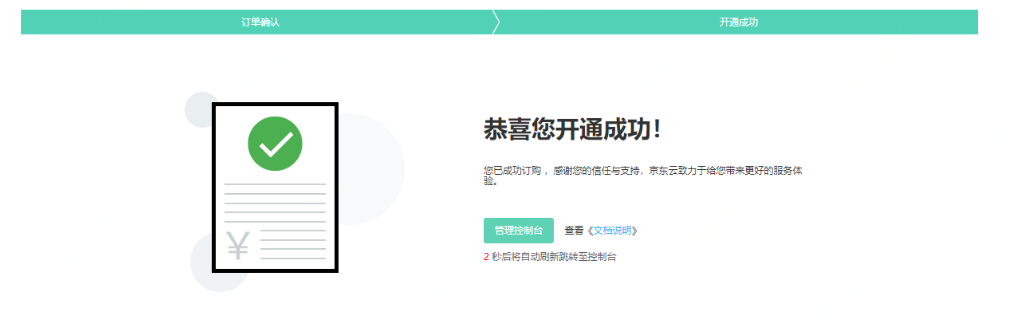 订单确认
开通成功
恭喜您开通成功！
您已成功订购 ，感谢您的信任与支持，京东云致力于给您带来更好的服务体
验。
管理控制台 查看《文档说明》
2 秒后将自动刷新跳转至控制台
¥